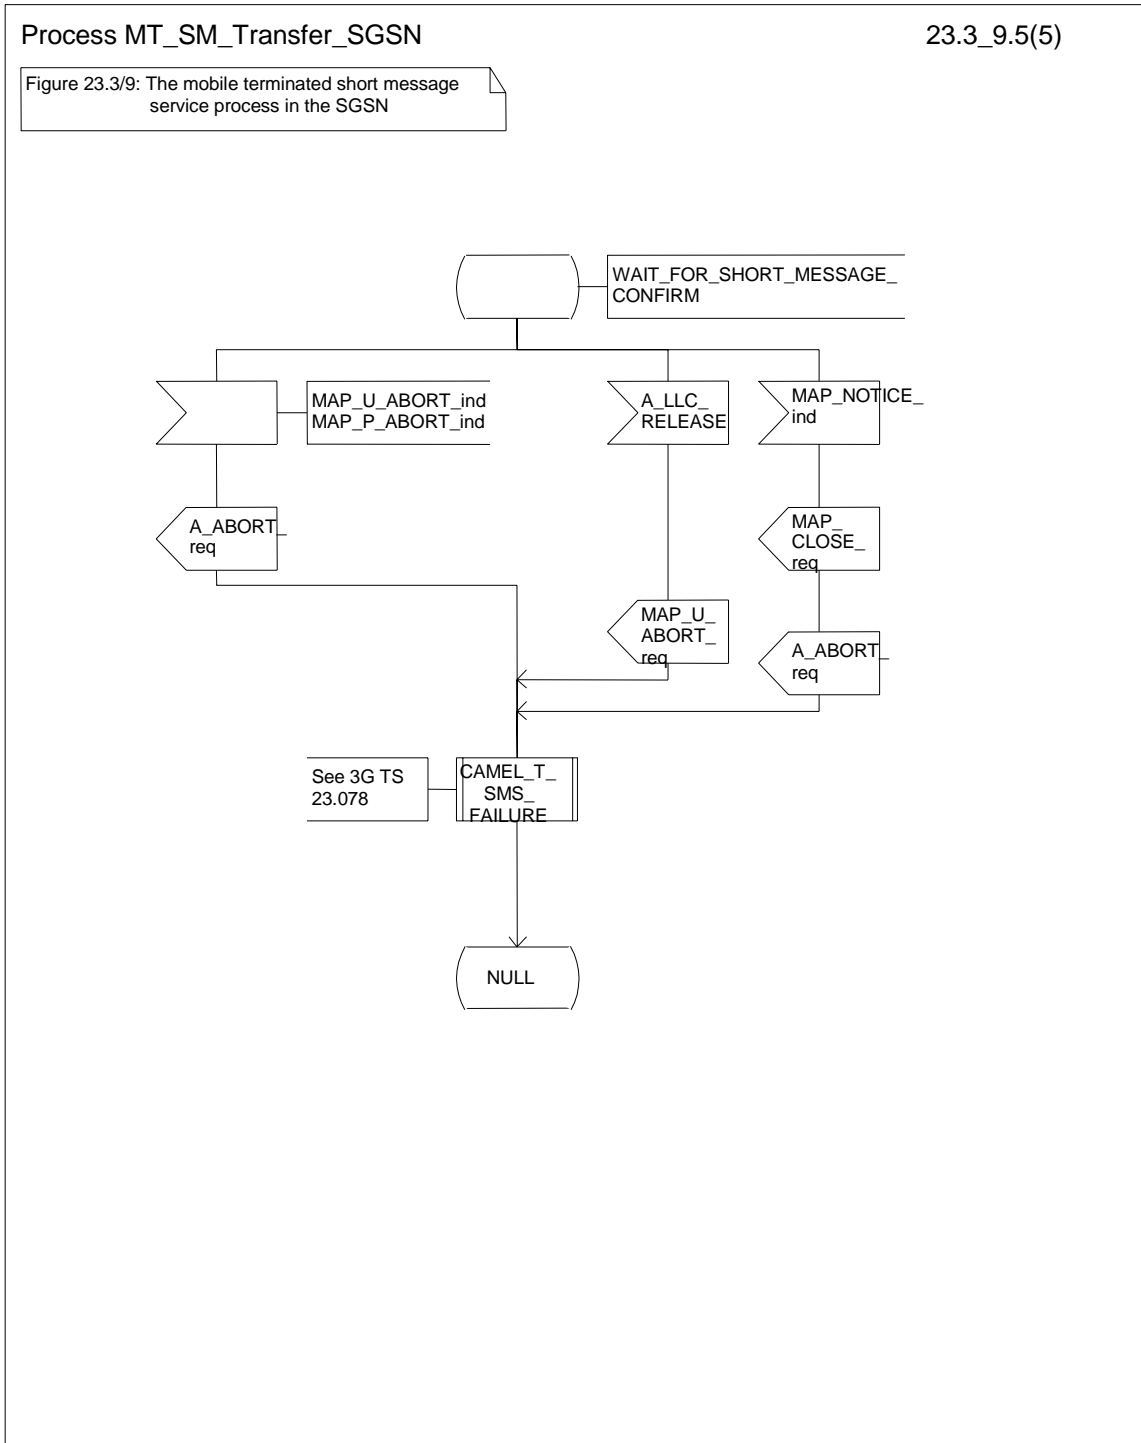 Process MT_SM_Transfer_SGSN
23.3_9.5(5)
Figure 23.3/9: The mobile terminated short message
service process in the SGSN
WAIT_FOR_SHORT_MESSAGE_
CONFIRM
MAP_U_ABORT_ind
MAP_P_ABORT_ind
A_LLC_
RELEASE
MAP_NOTICE_
ind
A_ABORT_
req
MAP_
CLOSE_
req
MAP_U_
ABORT_
req
A_ABORT_
req
See 3G TS
23.078
CAMEL_T_
SMS_
FAILURE
NULL